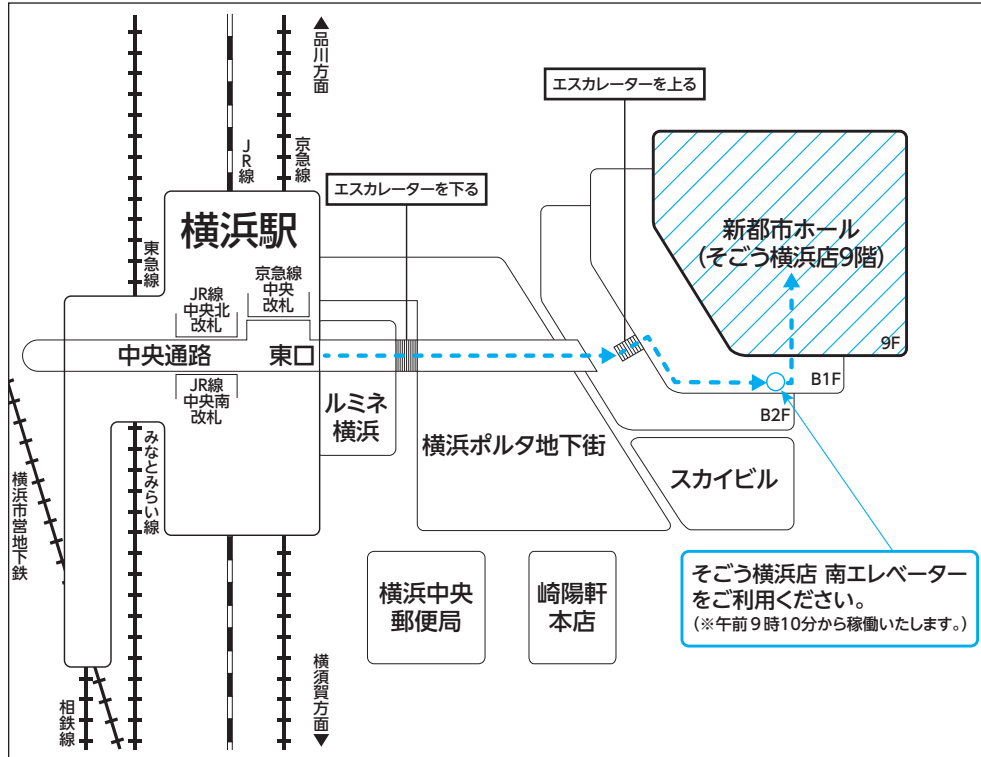 ▲品川方面
エスカレーターを上る
JR線
京急線
エスカレーターを下る
横浜駅
東急線
新都市ホール
(そごう横浜店9階)
京急線
中央
改札
JR線
中央北
改札
9F
中央通路
東口
B1F
JR線
中央南
改札
B2F
ルミネ
横浜
横浜ポルタ地下街
スカイビル
みなとみらい線
横浜市営地下鉄
そごう横浜店 南エレベーター
をご利用ください。
(※午前9時10分から稼働いたします。)
横浜中央
郵便局
崎陽軒
本店
横須賀方面▼
相鉄線